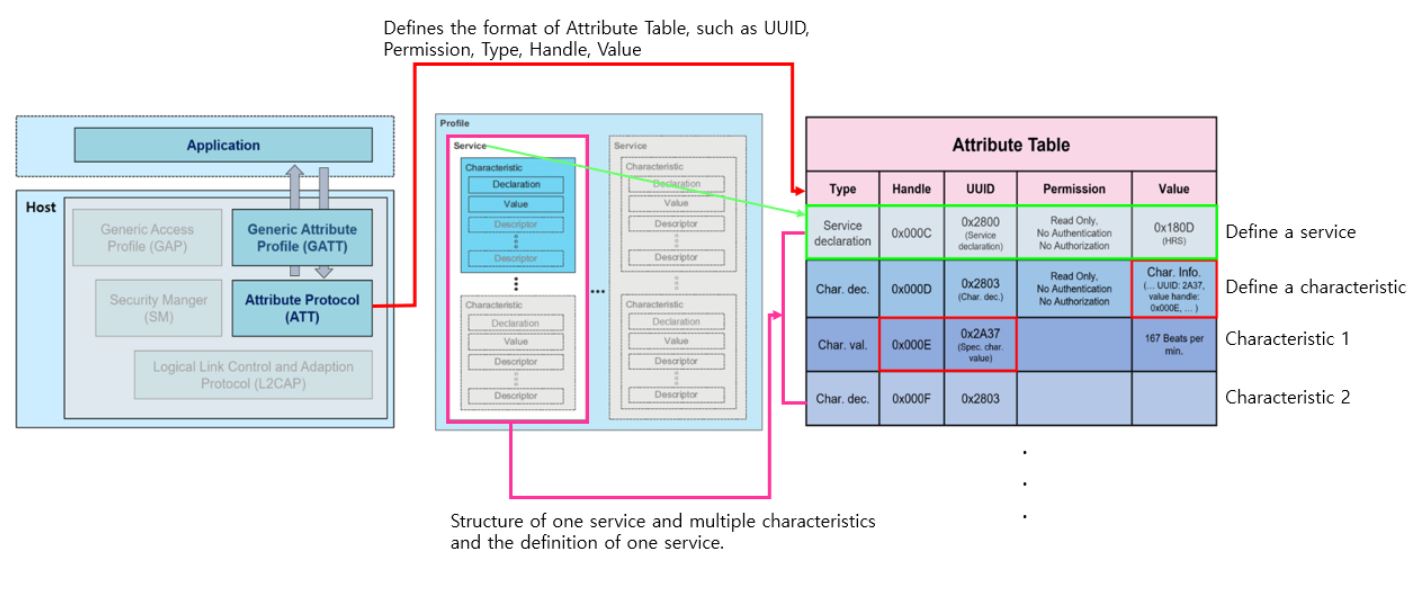 Defines the format of Attribute Table, such as UUID,
Permission, Type, Handle, Value
Application
Host
Generic Access
Profile (GAP)
Generic Attribute
Profile (GATT)
Security Manger
(SM)
Attribute Protocol
(ATT)
Logical Link Control and Adaption
Protocol (L2CAP)
Profile
Service
Characteristic
Declaration
Value
Descriptor
Descriptor
Characteristic
Declaration
Value
Descriptor
Descriptor
Service
Characteristic
Declaration
Value
Descriptor
Descriptor
Characteristic
Declaration
Value
Descriptor
Descriptor
Structure of one service and multiple characteristics
and the definition of one service.
Attribute Table
Type Handle UUID Permission Value
Service
declaration
0x000C
0x2800
(Service
declaration)
Read Only,
No Authentication
No Authorization
0x180D
(HRS)
Define a service
Char. dec.
0x000D
0x2803
(Char. dec.)
Read Only,
No Authentication
No Authorization
Char. Info.
(... UUID: 2A37,
value handle:
0x000E, ... )
Define a characteristic
Char. val.
0x000E
0x2A37
(Spec. char.
value)
167 Beats per
min.
Characteristic 1
Char. dec.
0x000F
0x2803
Characteristic 2